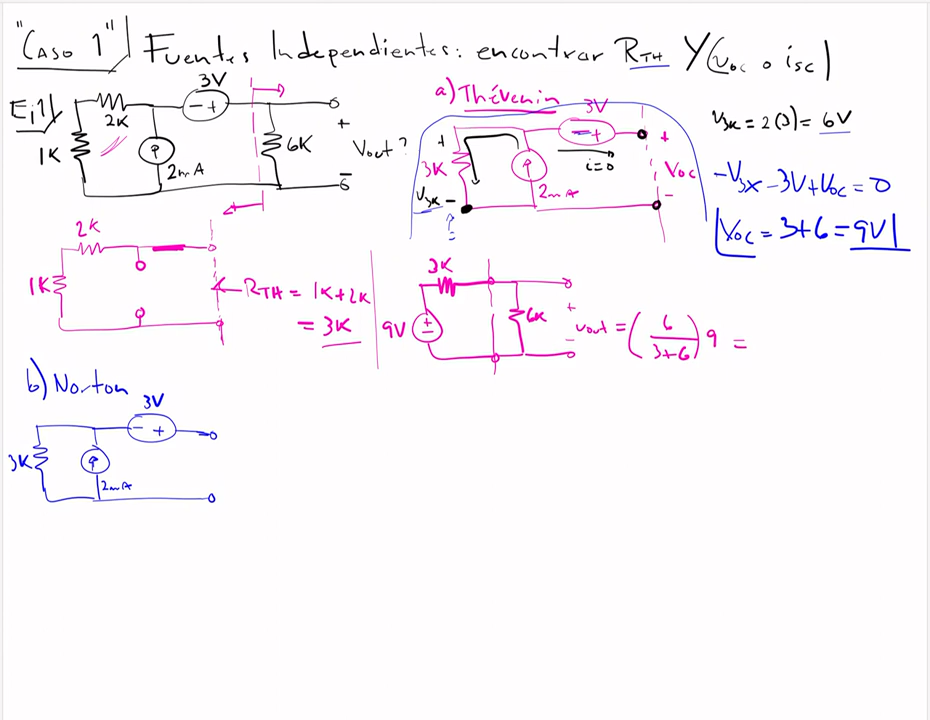 "Caso 1" Fuentes Independientes: encontrar RTH Y (voc o isc)
Ej1 1K 2K 3V 2mA 6K + Vout? -
a) Thévenin
+ 3K V3K - 2mA 3V - + i=0 + Voc -
V3K = 2(3) = 6V
-V3K - 3V + Voc = 0
Voc = 3+6 = 9V
2K
1K
RTH = 1K+2K
= 3K
9V + - 3K 6K + - vout = (6/(3+6)) 9 =
b) Norton
3V
- +
3K
2mA